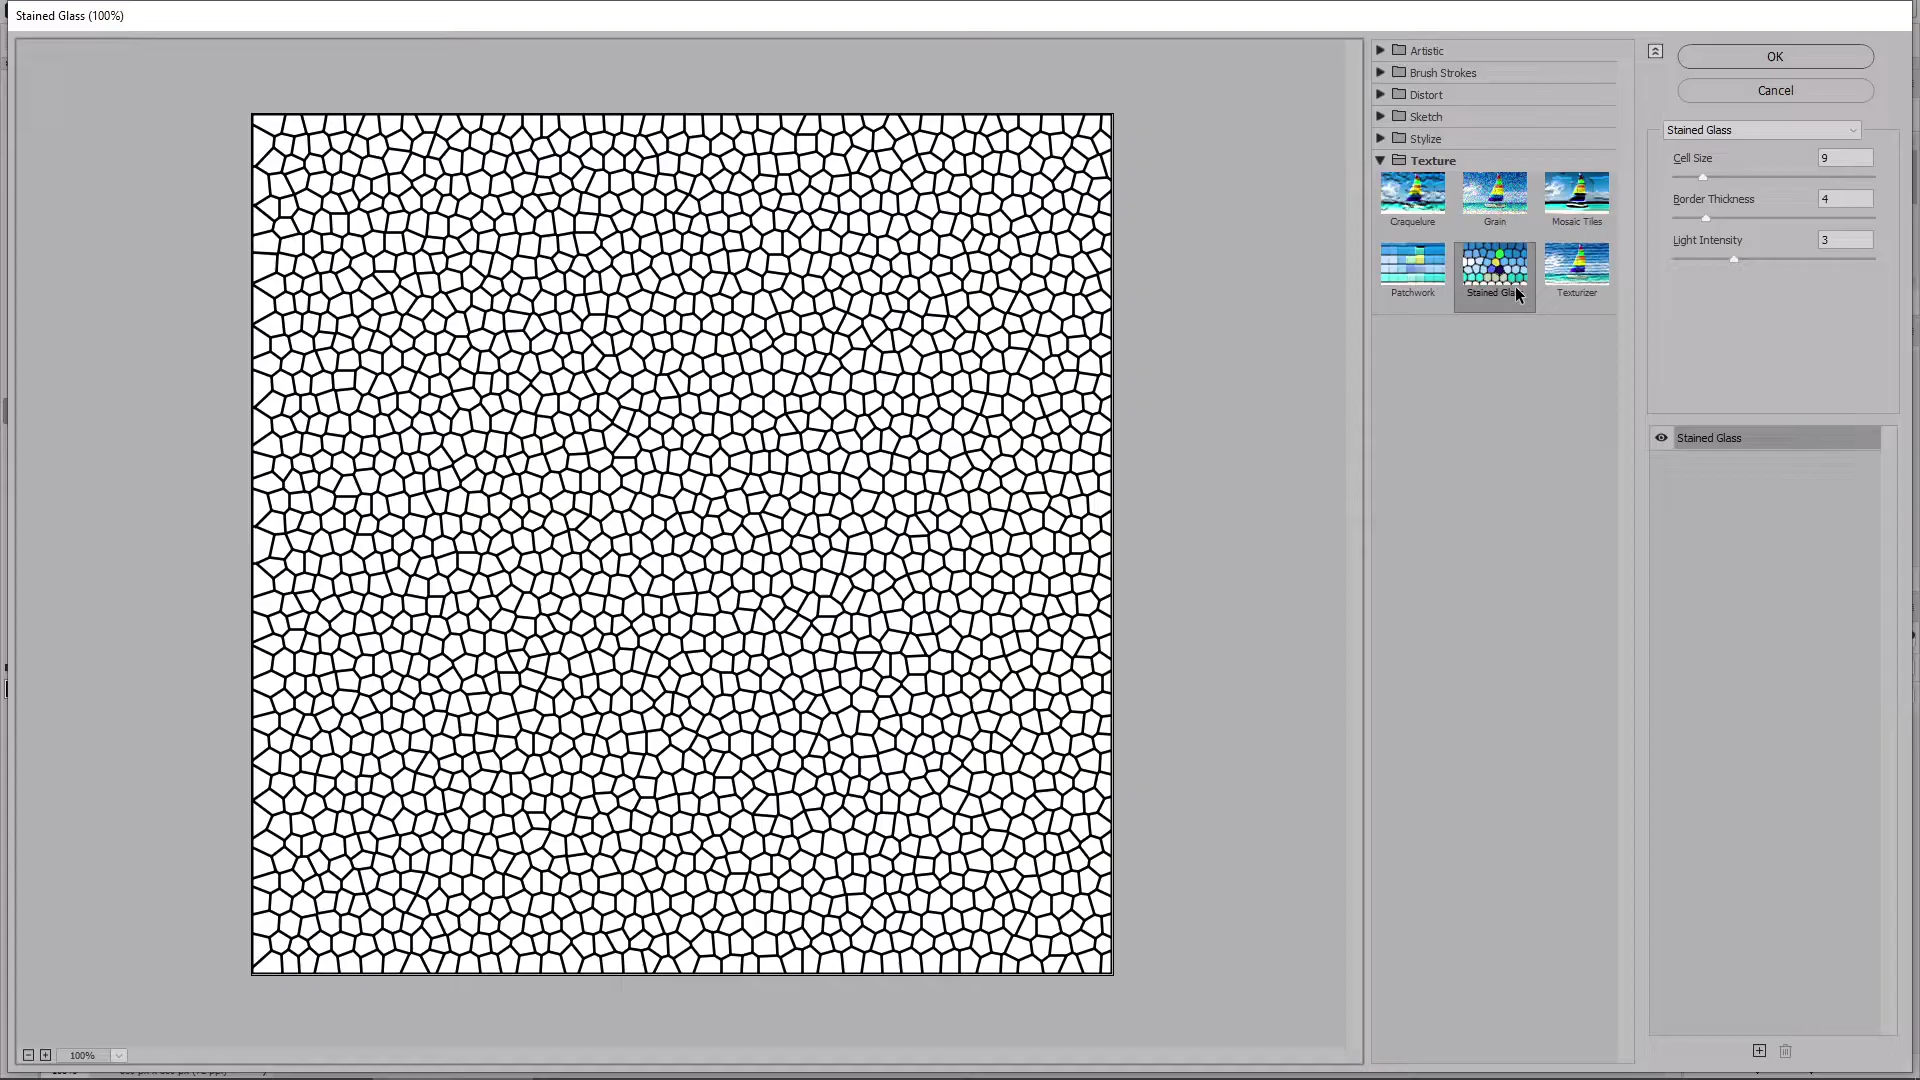 Stained Glass (100%)
Artistic
Brush Strokes
Distort
Sketch
Stylize
Texture
Craquelure
Grain
Mosaic Tiles
Patchwork
Stained
Texturizer
OK
Cancel
Stained Glass
Cell Size
9
Border Thickness
4
Light Intensity
3
Stained Glass
100%